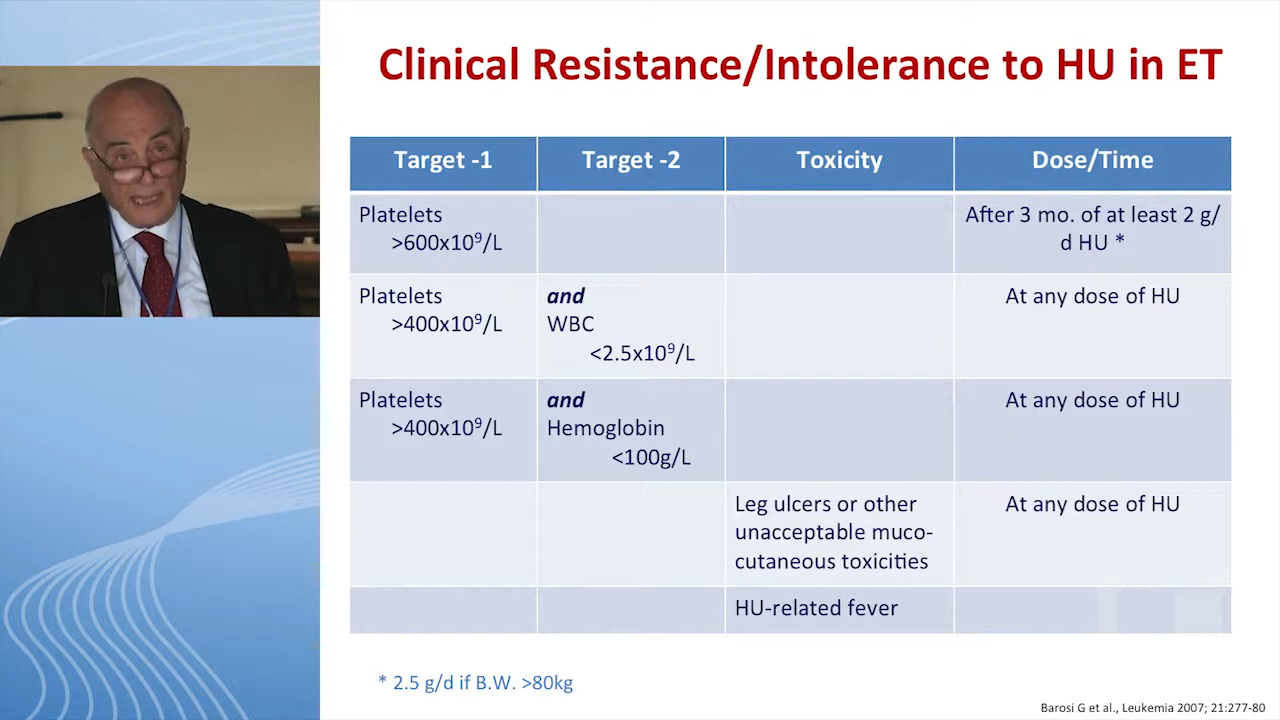 Clinical Resistance/Intolerance to HU in ET
Target -1
Target -2
Toxicity
Dose/Time
Platelets
>600x10⁹/L
After 3 mo. of at least 2 g/
d HU *
Platelets
>400x10⁹/L
and
WBC
<2.5x10⁹/L
At any dose of HU
Platelets
>400x10⁹/L
and
Hemoglobin
<100g/L
At any dose of HU
Leg ulcers or other
unacceptable muco-
cutaneous toxicities
At any dose of HU
HU-related fever
* 2.5 g/d if B.W. >80kg
Barosi G et al., Leukemia 2007; 21:277-80